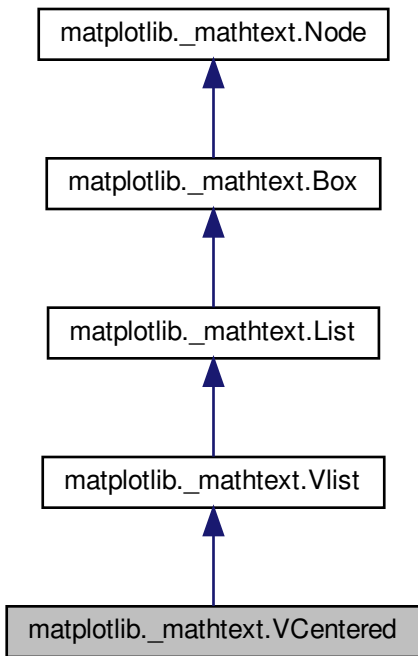 matplotlib._mathtext.Node
matplotlib._mathtext.Box
matplotlib._mathtext.List
matplotlib._mathtext.Vlist
matplotlib._mathtext.VCentered